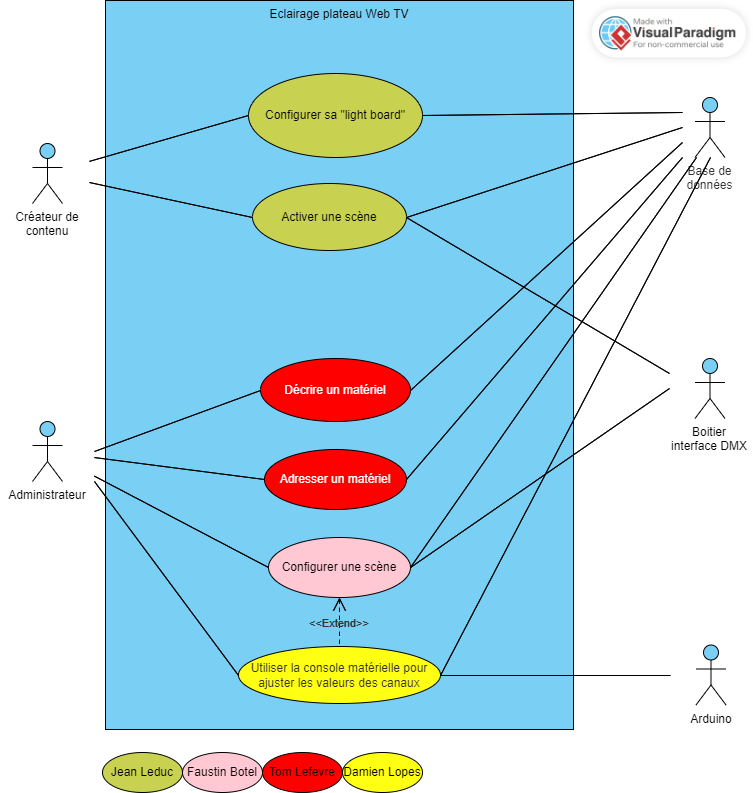 Eclairage plateau Web TV
Made with
VisualParadigm
For non-commercial use
Configurer sa "light board"
Base de
données
Créateur de
contenu
Activer une scène
Décrire un matériel
Boitier
interface DMX
Adresser un matériel
Administrateur
Configurer une scène
<<Extend>>
Utiliser la console matérielle pour
ajuster les valeurs des canaux
Arduino
Jean Leduc
Faustin Botel
Tom Lefevre
Damien Lopes